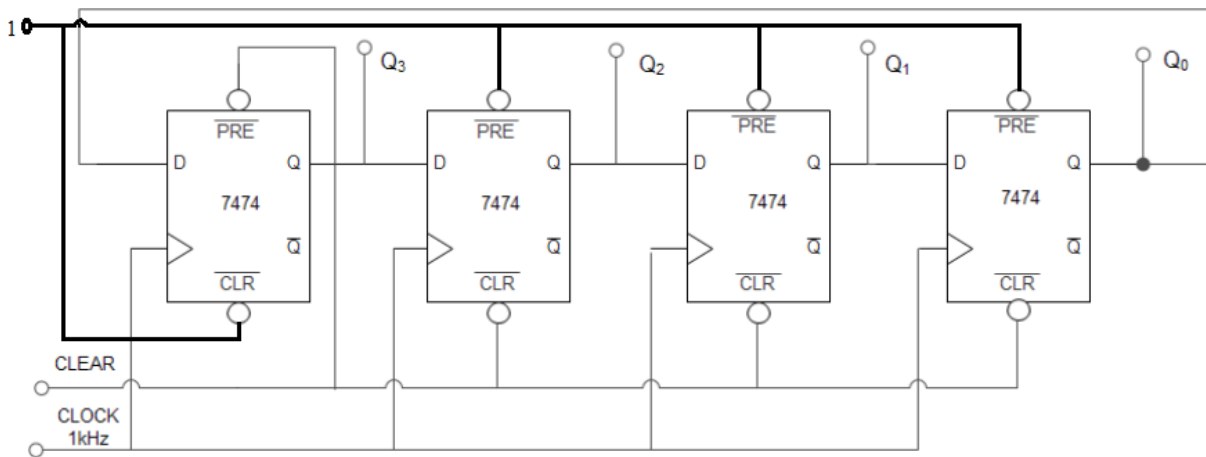 1
Q3
Q2
Q1
Q0
PRE
PRE
PRE
PRE
D Q
D Q
D Q
D Q
7474
7474
7474
7474
Q
Q
Q
Q
CLR
CLR
CLR
CLR
CLEAR
CLOCK
1kHz